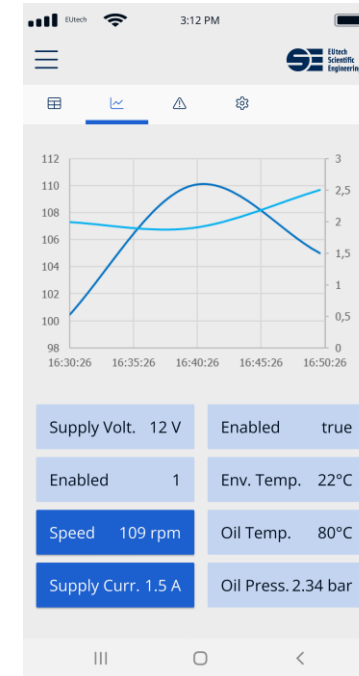 EUtech 3:12 PM
EUtech
Scientific
Engineering
112 3
110 2,5
108 2
106 1,5
104 1
102 0,5
100
98 0
16:30:26 16:35:26 16:40:26 16:45:26 16:50:26
Supply Volt. 12 V Enabled true
Enabled 1 Env. Temp. 22°C
Speed 109 rpm Oil Temp. 80°C
Supply Curr. 1.5 A Oil Press. 2.34 bar